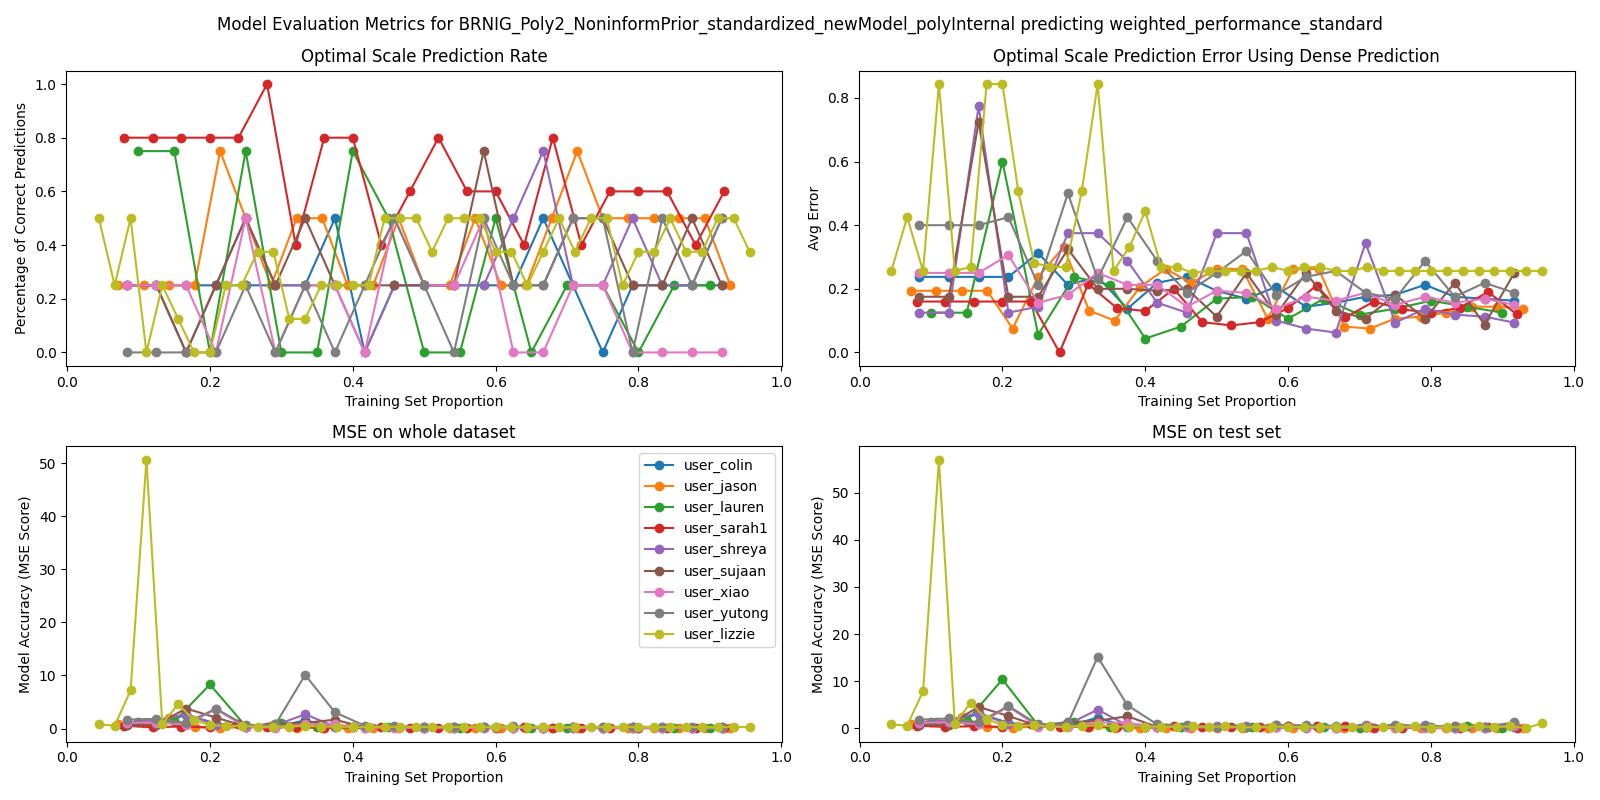 Model Evaluation Metrics for BRNIG_Poly2_NoninformPrior_standardized_newModel_polyInternal predicting weighted_performance_standard
Optimal Scale Prediction Rate
Percentage of Correct Predictions
1.0
0.8
0.6
0.4
0.2
0.0
0.0 0.2 0.4 0.6 0.8 1.0
Training Set Proportion
Optimal Scale Prediction Error Using Dense Prediction
Avg Error
0.8
0.6
0.4
0.2
0.0
0.0 0.2 0.4 0.6 0.8 1.0
Training Set Proportion
MSE on whole dataset
Model Accuracy (MSE Score)
50
40
30
20
10
0
0.0 0.2 0.4 0.6 0.8 1.0
Training Set Proportion
user_colin
user_jason
user_lauren
user_sarah1
user_shreya
user_sujaan
user_xiao
user_yutong
user_lizzie
MSE on test set
Model Accuracy (MSE Score)
50
40
30
20
10
0
0.0 0.2 0.4 0.6 0.8 1.0
Training Set Proportion